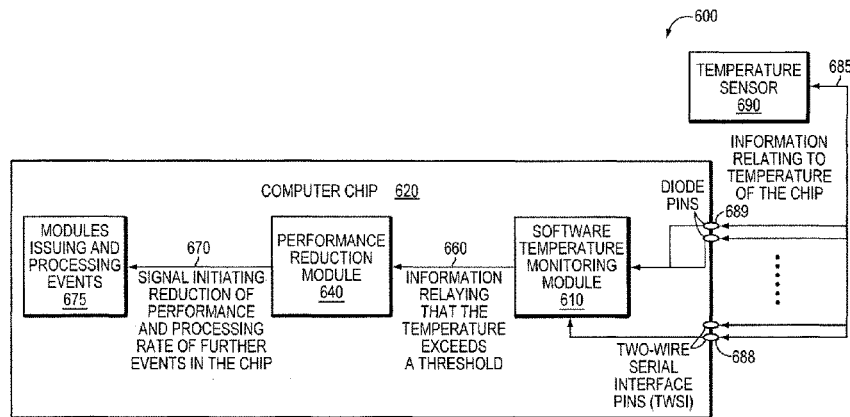 600
685
TEMPERATURE
SENSOR
690
INFORMATION
RELATING TO
TEMPERATURE
OF THE CHIP
COMPUTER CHIP 620
DIODE
PINS
689
MODULES
ISSUING AND
PROCESSING
EVENTS
675
670
SIGNAL INITIATING
REDUCTION OF
PERFORMANCE
AND PROCESSING
RATE OF FURTHER
EVENTS IN THE CHIP
PERFORMANCE
REDUCTION
MODULE
640
660
INFORMATION
RELAYING THAT
THE
TEMPERATURE
EXCEEDS
A THRESHOLD
SOFTWARE
TEMPERATURE
MONITORING
MODULE
610
688
TWO-WIRE
SERIAL
INTERFACE
PINS (TWSI)